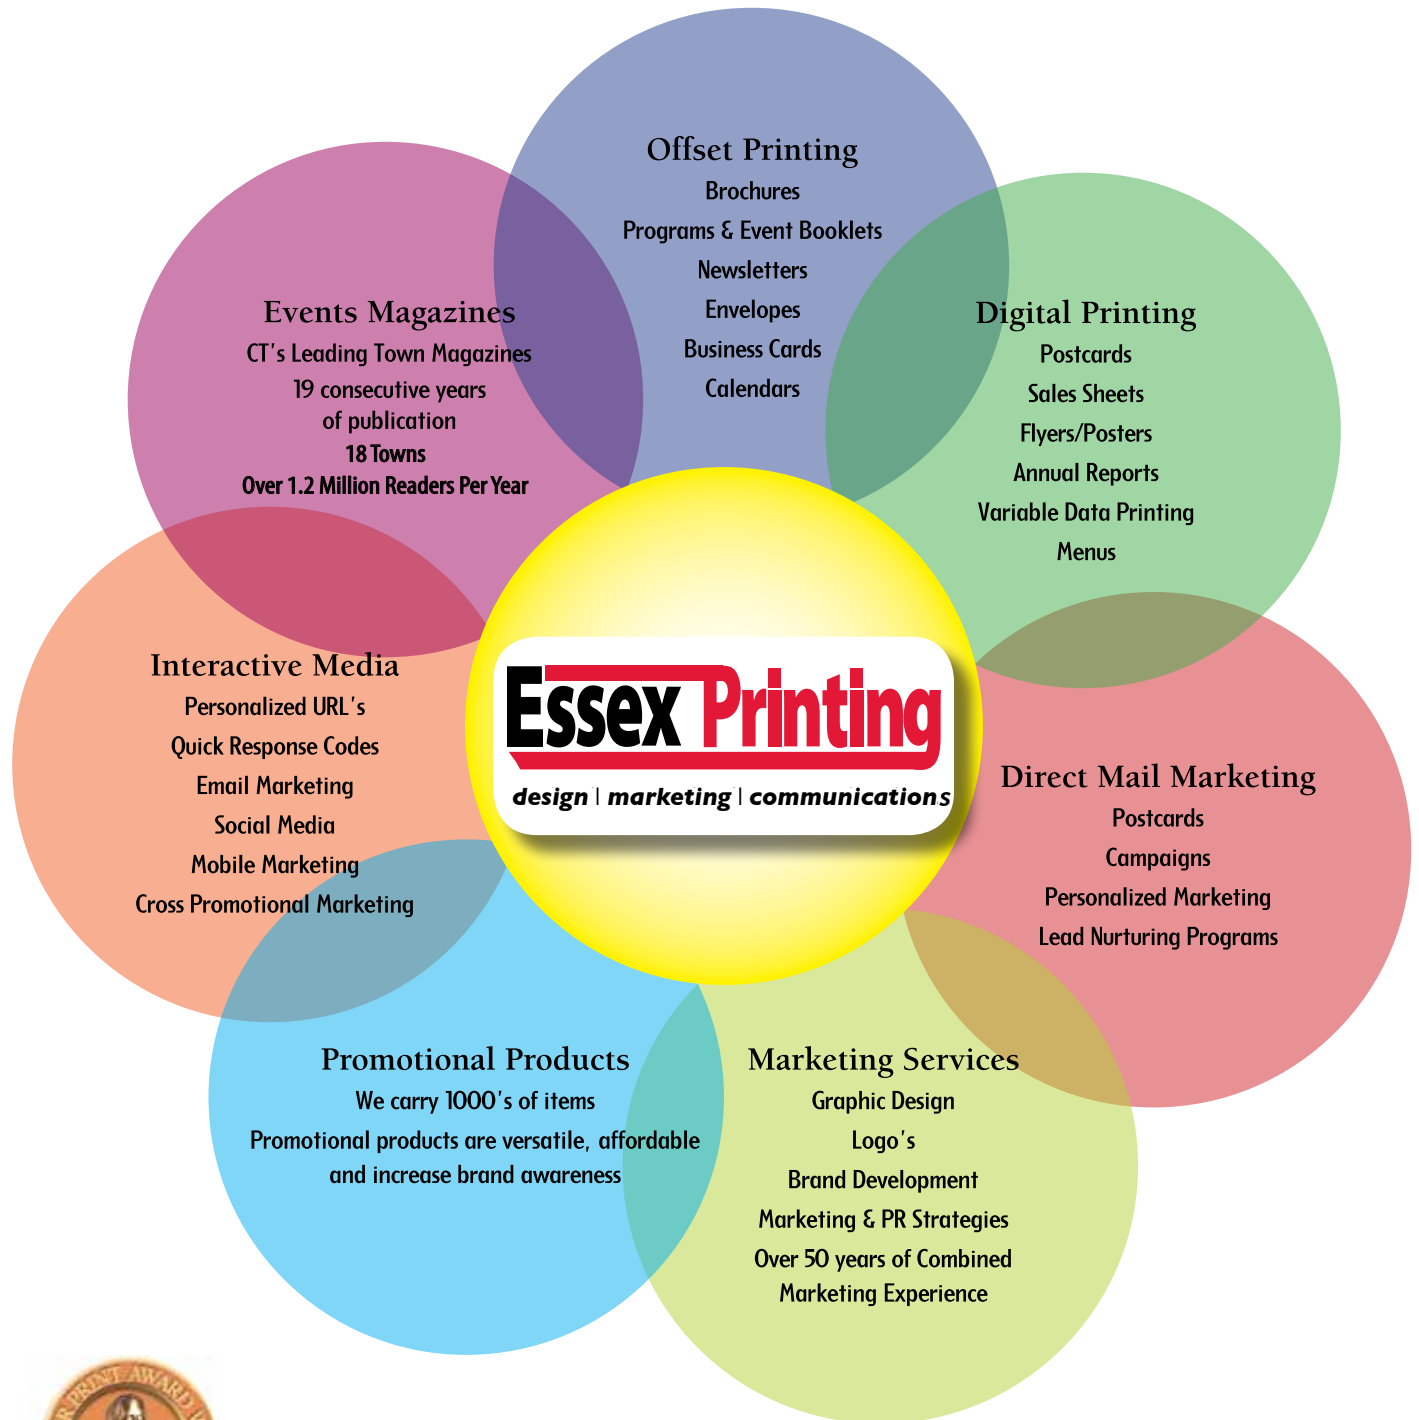 Offset Printing
Brochures
Programs & Event Booklets
Newsletters
Envelopes
Business Cards
Calendars
Digital Printing
Postcards
Sales Sheets
Flyers/Posters
Annual Reports
Variable Data Printing
Menus
Direct Mail Marketing
Postcards
Campaigns
Personalized Marketing
Lead Nurturing Programs
Marketing Services
Graphic Design
Logo's
Brand Development
Marketing & PR Strategies
Over 50 years of Combined
Marketing Experience
Promotional Products
We carry 1000's of items
Promotional products are versatile, affordable
and increase brand awareness
Interactive Media
Personalized URL's
Quick Response Codes
Email Marketing
Social Media
Mobile Marketing
Cross Promotional Marketing
Events Magazines
CT's Leading Town Magazines
19 consecutive years
of publication
18 Towns
Over 1.2 Million Readers Per Year
Essex Printing
design | marketing | communications
PRINT AWARD